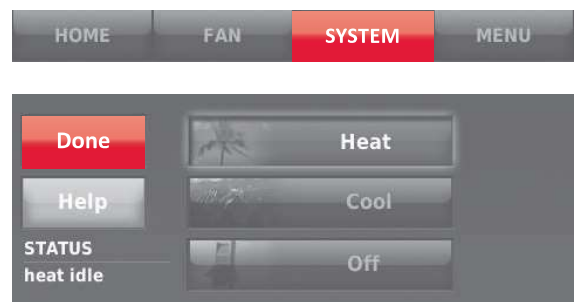 HOME FAN SYSTEM MENU
Done
Heat
Help
Cool
STATUS
heat idle
Off